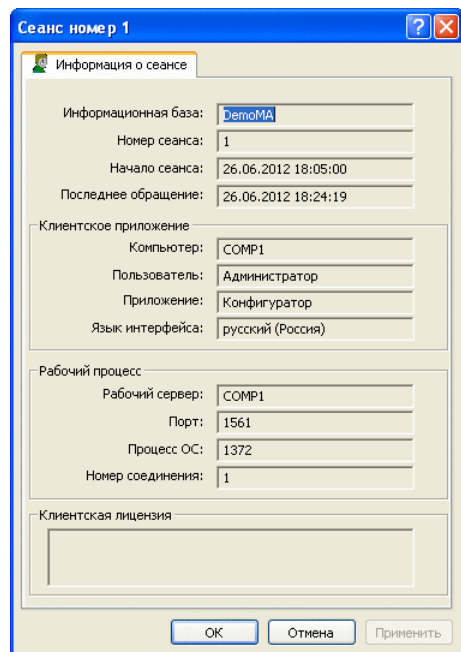 Сеанс номер 1
Информация о сеансе
Информационная база: DemoMA
Номер сеанса: 1
Начало сеанса: 26.06.2012 18:05:00
Последнее обращение: 26.06.2012 18:24:19
Клиентское приложение
Компьютер: COMP1
Пользователь: Администратор
Приложение: Конфигуратор
Язык интерфейса: русский (Россия)
Рабочий процесс
Рабочий сервер: COMP1
Порт: 1561
Процесс ОС: 1372
Номер соединения: 1
Клиентская лицензия
ОК Отмена Применить